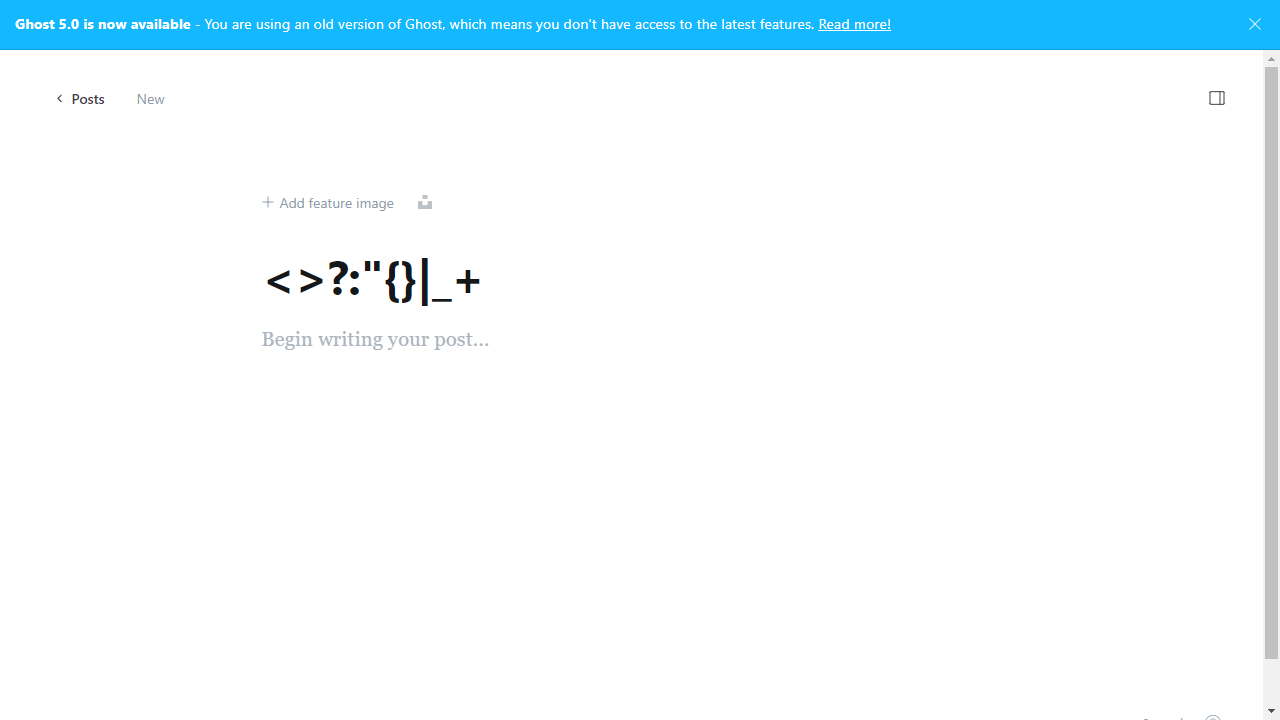 Ghost 5.0 is now available - You are using an old version of Ghost, which means you don't have access to the latest features. Read more!
Posts New
Add feature image
<>?:"{}|_+
Begin writing your post...